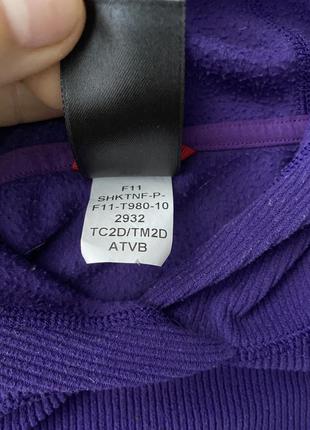 F11
SHKTNF-P-
F11-T980-10
2932
TC2D/TM2D
ATVB